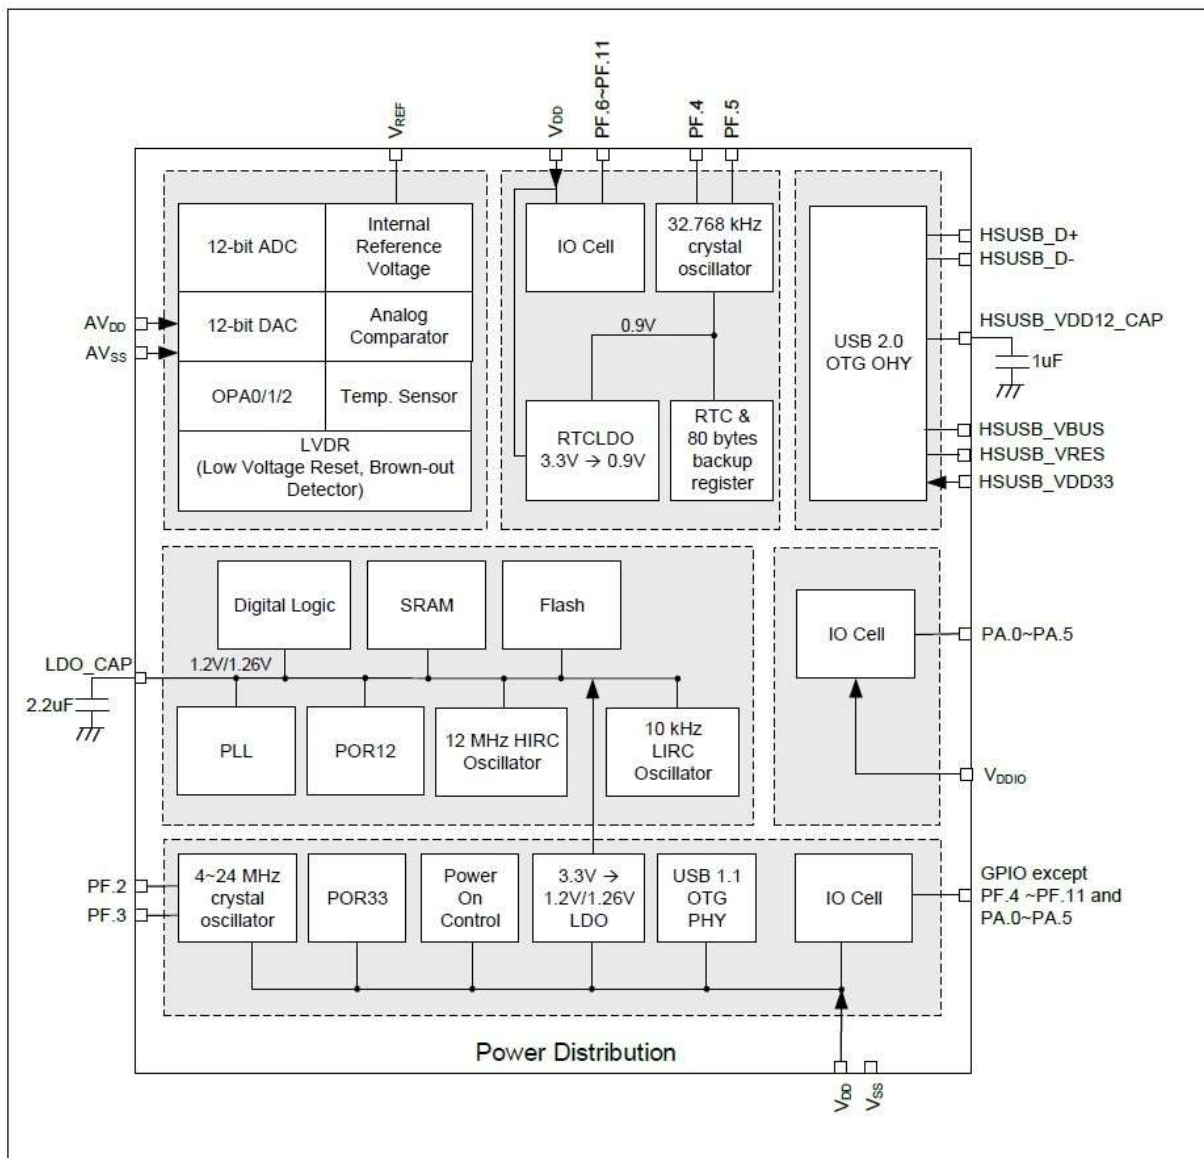 VREF
VDD
PF.6~PF.11
PF.4
PF.5
12-bit ADC
Internal
Reference
Voltage
12-bit DAC
Analog
Comparator
OPA0/1/2
Temp. Sensor
LVDR
(Low Voltage Reset, Brown-out
Detector)
AVDD
AVSS
IO Cell
32.768 kHz
crystal
oscillator
0.9V
RTCLDO
3.3V → 0.9V
RTC &
80 bytes
backup
register
USB 2.0
OTG OHY
HSUSB_D+
HSUSB_D-
HSUSB_VDD12_CAP
1uF
HSUSB_VBUS
HSUSB_VRES
HSUSB_VDD33
Digital Logic
SRAM
Flash
LDO_CAP
1.2V/1.26V
2.2uF
PLL
POR12
12 MHz HIRC
Oscillator
10 kHz
LIRC
Oscillator
IO Cell
PA.0~PA.5
VDDIO
PF.2
PF.3
4~24 MHz
crystal
oscillator
POR33
Power
On
Control
3.3V →
1.2V/1.26V
LDO
USB 1.1
OTG
PHY
IO Cell
GPIO except
PF.4 ~PF.11 and
PA.0~PA.5
Power Distribution
VDD
VSS